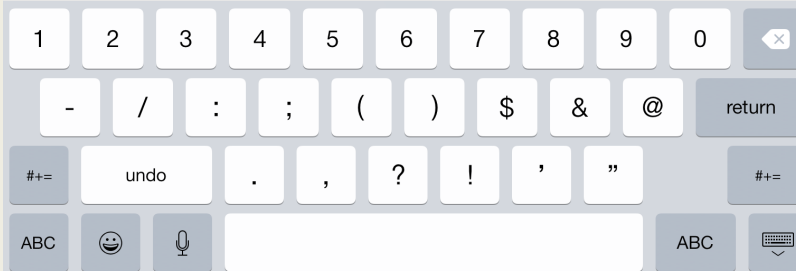 1 2 3 4 5 6 7 8 9 0
- / : ; ( ) $ & @ return
#+= undo . , ? ! ’ ” #+=
ABC ABC